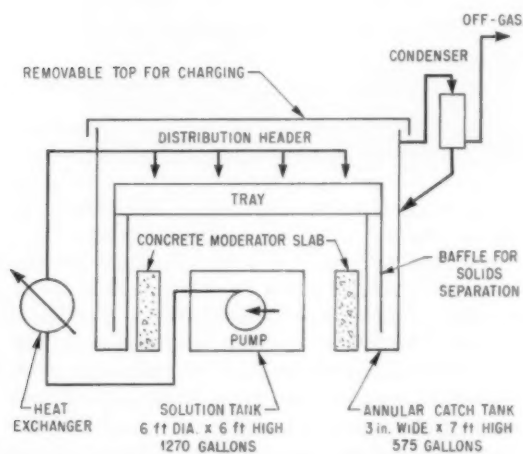 OFF-GAS
CONDENSER
REMOVABLE TOP FOR CHARGING
DISTRIBUTION HEADER
TRAY
CONCRETE MODERATOR SLAB
BAFFLE FOR
SOLIDS
SEPARATION
PUMP
HEAT
EXCHANGER
SOLUTION TANK
6 ft DIA. x 6 ft HIGH
1270 GALLONS
ANNULAR CATCH TANK
3 in. WIDE x 7 ft HIGH
575 GALLONS